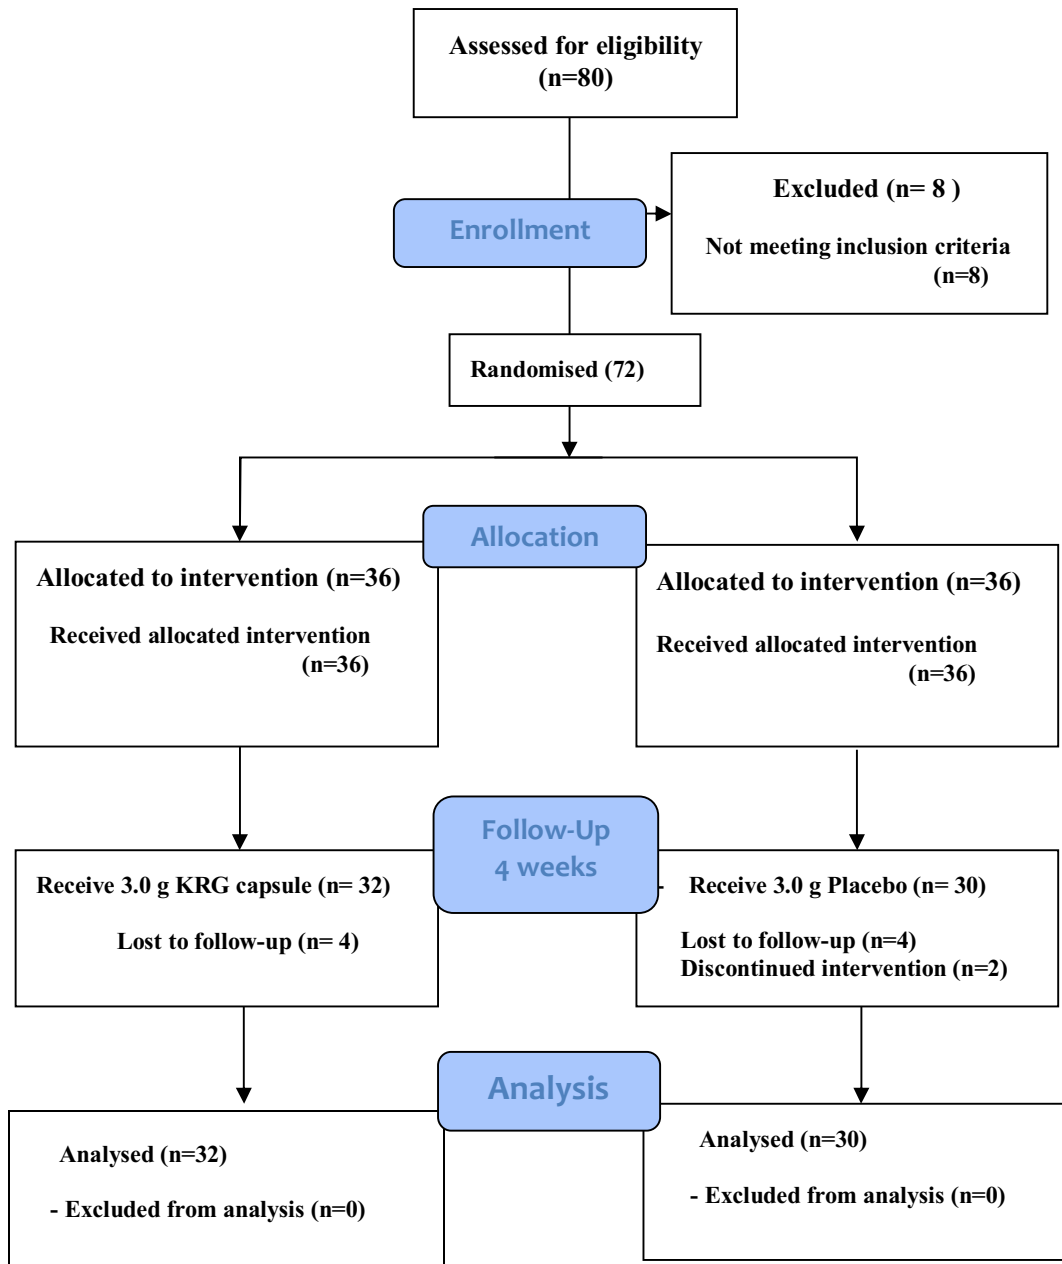 Assessed for eligibility
(n=80)
Excluded (n= 8 )
Not meeting inclusion criteria
(n=8)
Enrollment
Randomised (72)
Allocation
Allocated to intervention (n=36)
Received allocated intervention
(n=36)
Allocated to intervention (n=36)
Received allocated intervention
(n=36)
Follow-Up
4 weeks
Receive 3.0 g KRG capsule (n= 32)
Lost to follow-up (n= 4)
- Receive 3.0 g Placebo (n= 30)
Lost to follow-up (n=4)
Discontinued intervention (n=2)
Analysis
Analysed (n=32)
- Excluded from analysis (n=0)
Analysed (n=30)
- Excluded from analysis (n=0)